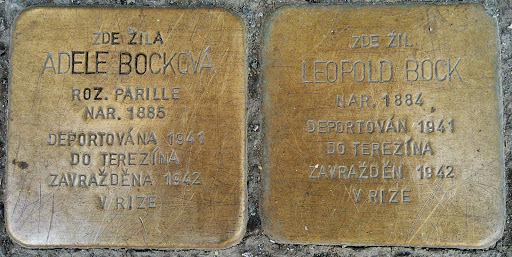 ZDE ŽILA
ADELE BOCKOVÁ
ROZ. PARILLE
NAR. 1885
DEPORTOVÁNA 1941
DO TEREZÍNA
ZAVRAŽDĚNA 1942
V RIZE
ZDE ŽIL
LEOPOLD BOCK
NAR. 1884
DEPORTOVÁN 1941
DO TEREZÍNA
ZAVRAŽDĚN 1942
V RIZE